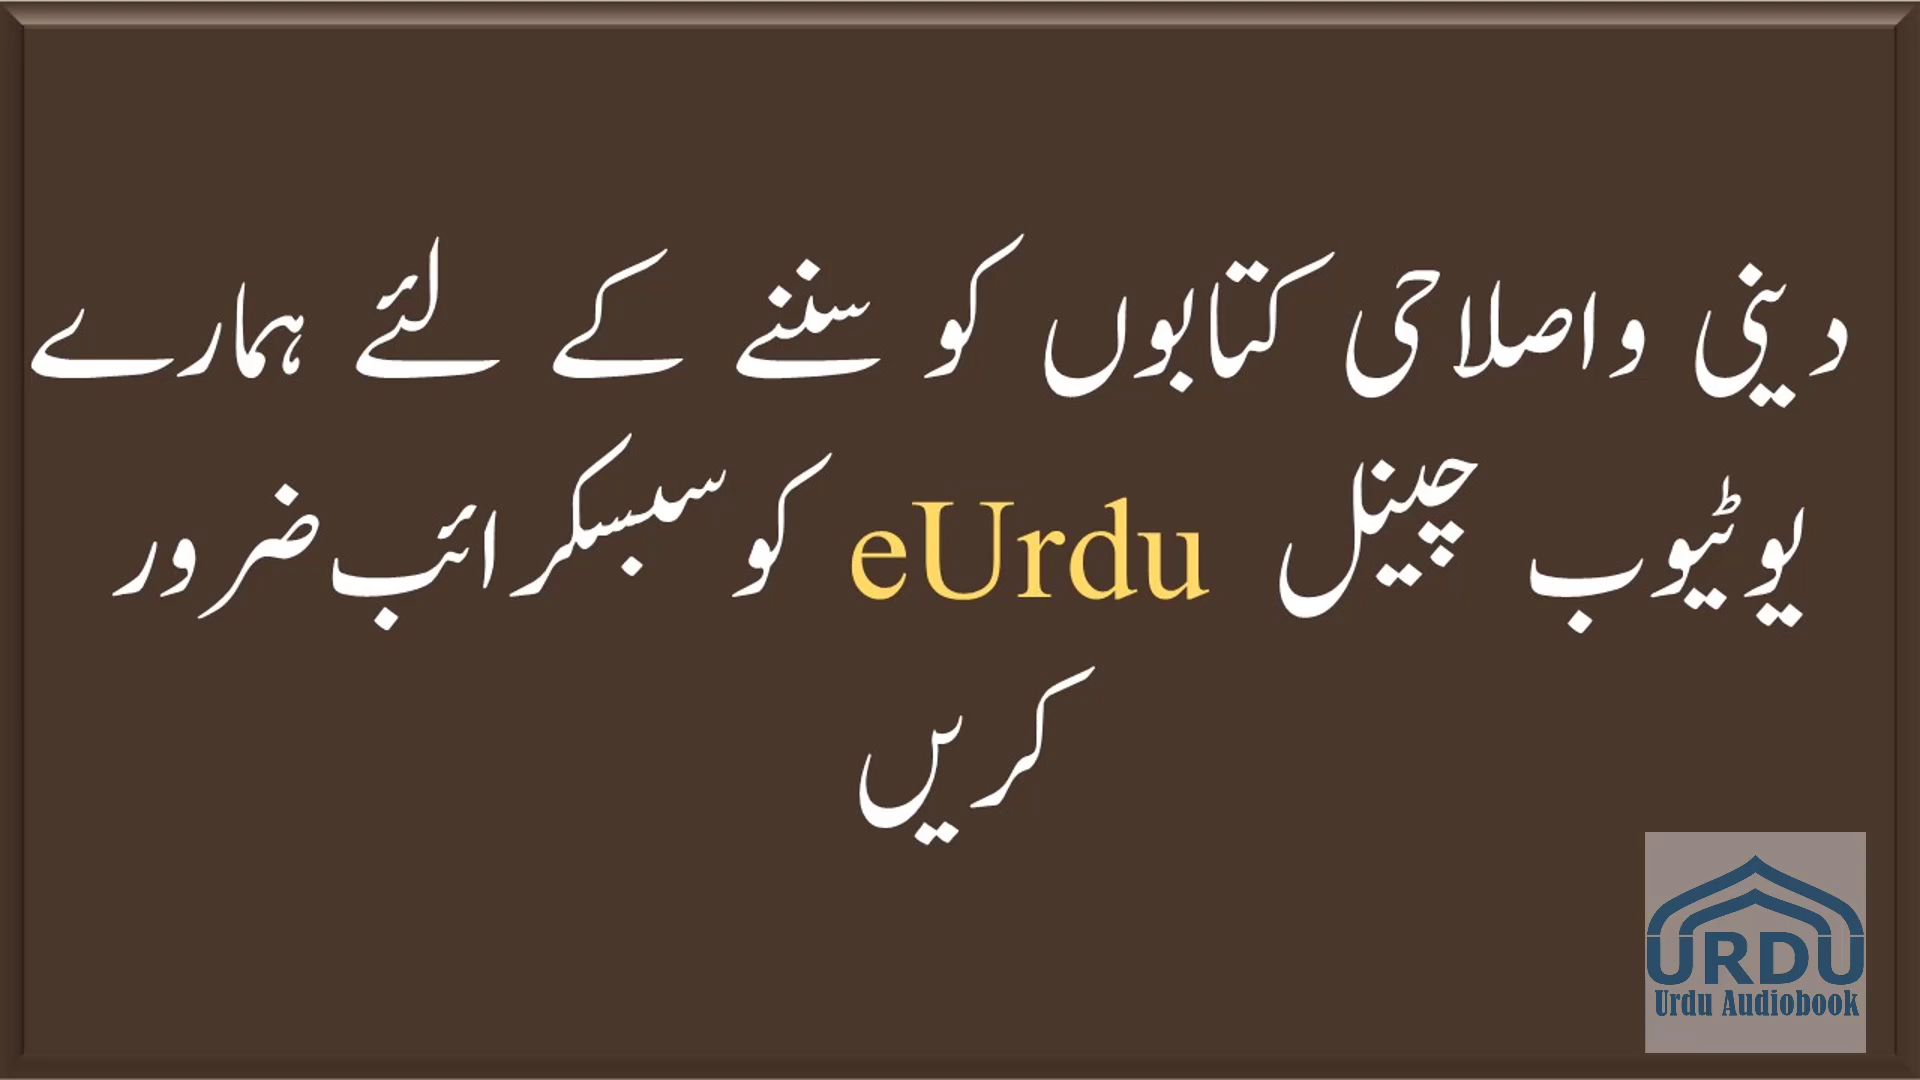 دینی واصلاحی کتابوں کو سننے کے لئے ہمارے
یوٹیوب چینل eUrdu کو سبسکرائب ضرور
کریں
URDU
Urdu Audiobook